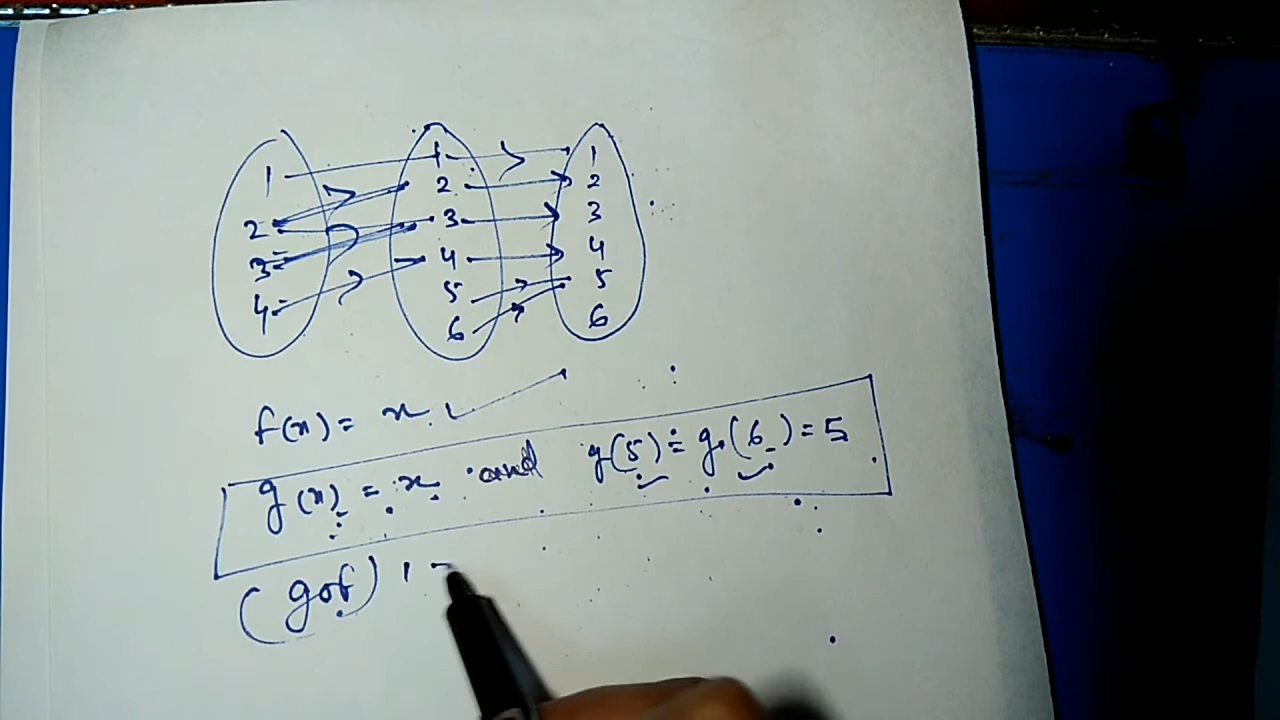 1 1 1
2 2 2
3 3 3
4 4 4
5 5
6 6
f(x) = x.
g(x) = x and g(5) = g(6) = 5
(gof) 1